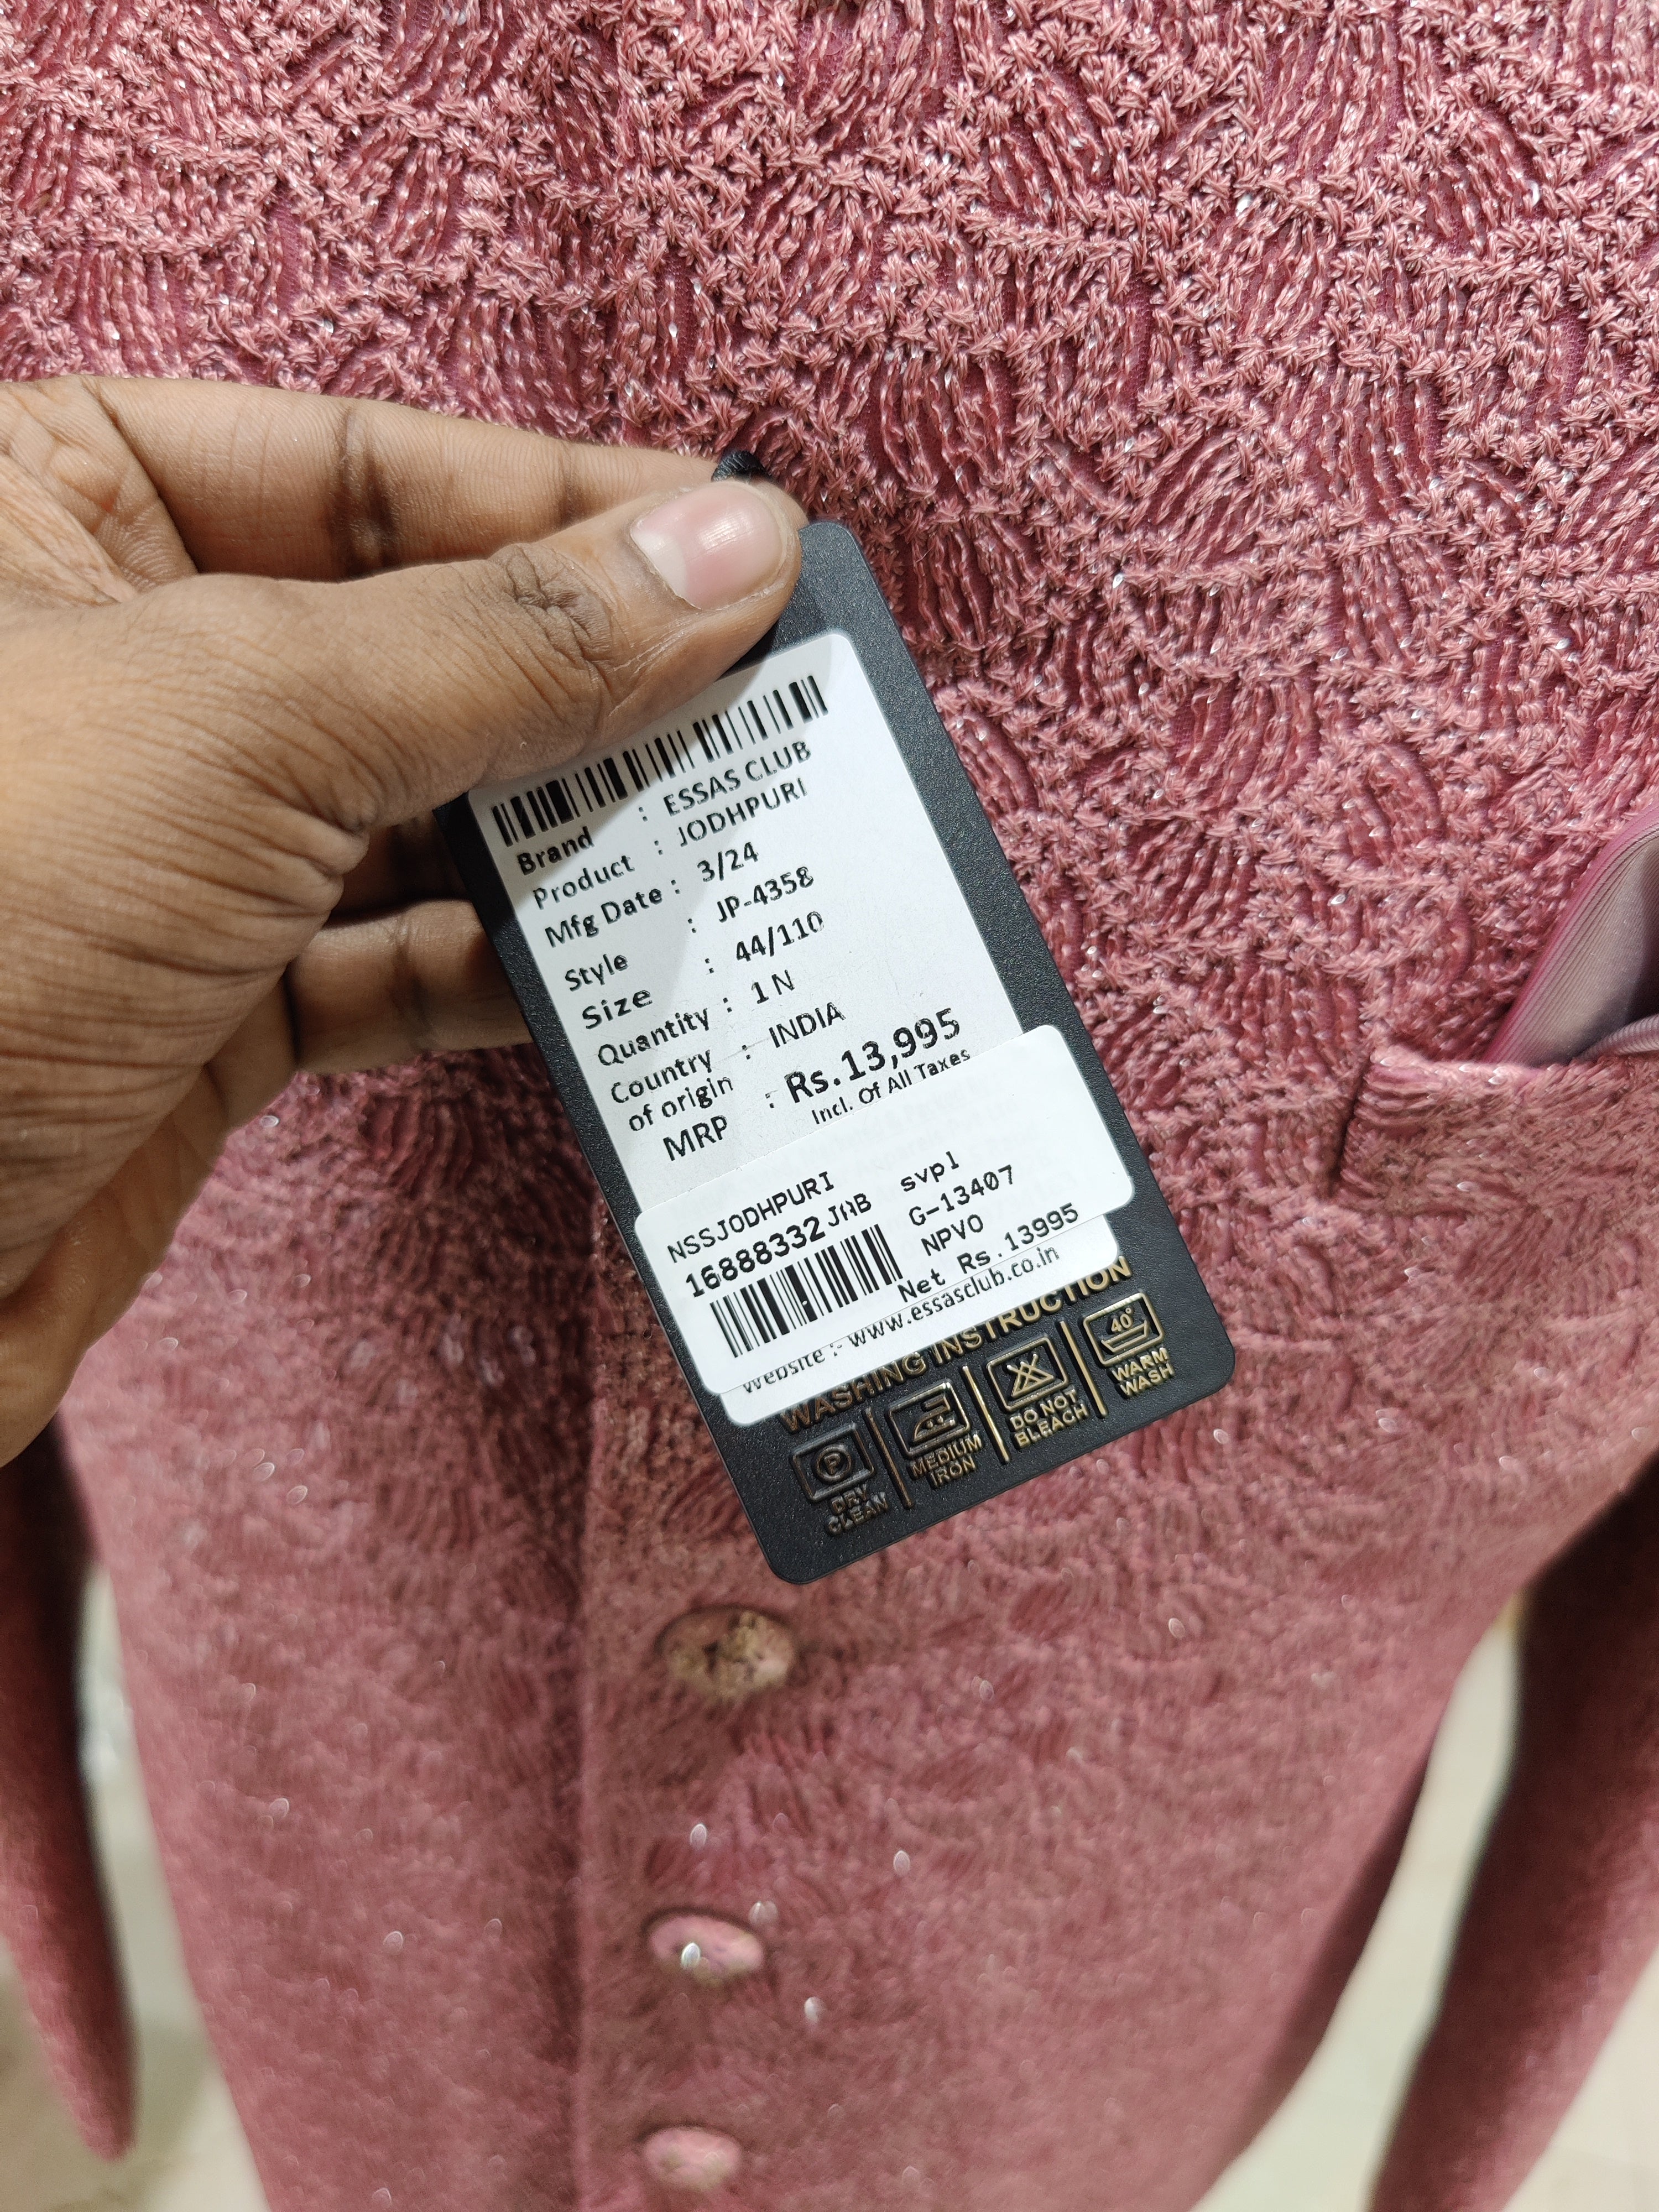 Brand : ESSAS CLUB
Product : JODHPURI
Mfg Date : 3/24
Style : JP-4358
Size : 44/110
Quantity : 1 N
Country of origin : INDIA
MRP : Rs.13,995
Incl. Of All Taxes
NSSJODHPURI svpl
16888332 G-13407
NPVO
Net Rs.13995
Website :- www.essasclub.co.in
WASHING INSTRUCTION
P 40°
DRY CLEAN
MEDIUM IRON
DO NOT BLEACH
WARM WASH